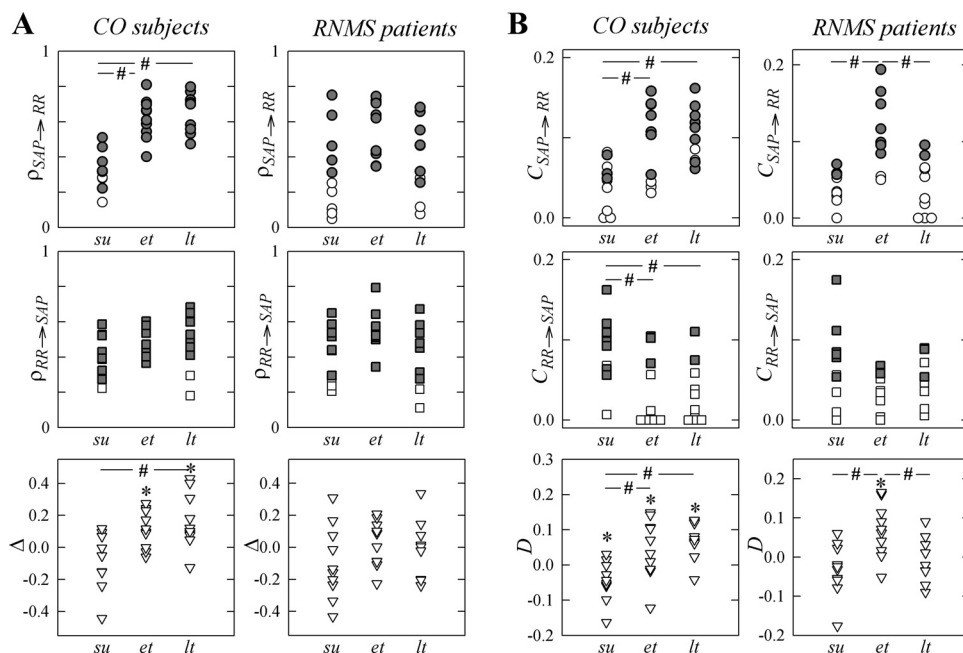 A
CO subjects
RNMS patients
B
CO subjects
RNMS patients
ρSAP→RR
1
0
#
#
su et lt
ρSAP→RR
1
0
su et lt
CSAP→RR
0.2
0.0
#
#
su et lt
CSAP→RR
0.2
0.0
# #
su et lt
ρRR→SAP
1
0
su et lt
ρRR→SAP
1
0
su et lt
CRR→SAP
0.2
0.0
#
#
su et lt
CRR→SAP
0.2
0.0
su et lt
Δ
0.4
0.2
0.0
-0.2
-0.4
#
* *
su et lt
Δ
0.4
0.2
0.0
-0.2
-0.4
su et lt
D
0.3
0.2
0.1
0.0
-0.1
-0.2
#
#
* * *
su et lt
D
0.3
0.2
0.1
0.0
-0.1
-0.2
# #
*
su et lt